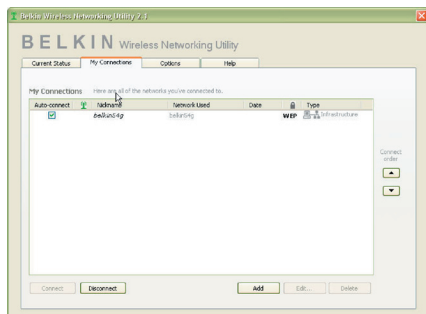 Belkin Wireless Networking Utility 2.1
BELKIN Wireless Networking Utility
Current Status My Connections Options Help
My Connections Here are all of the networks you've connected to.
Auto-connect Nickname Network Used Date Type
belkin54g belkin54g WEP Infrastructure
Connect order
Connect Disconnect Add Edit... Delete